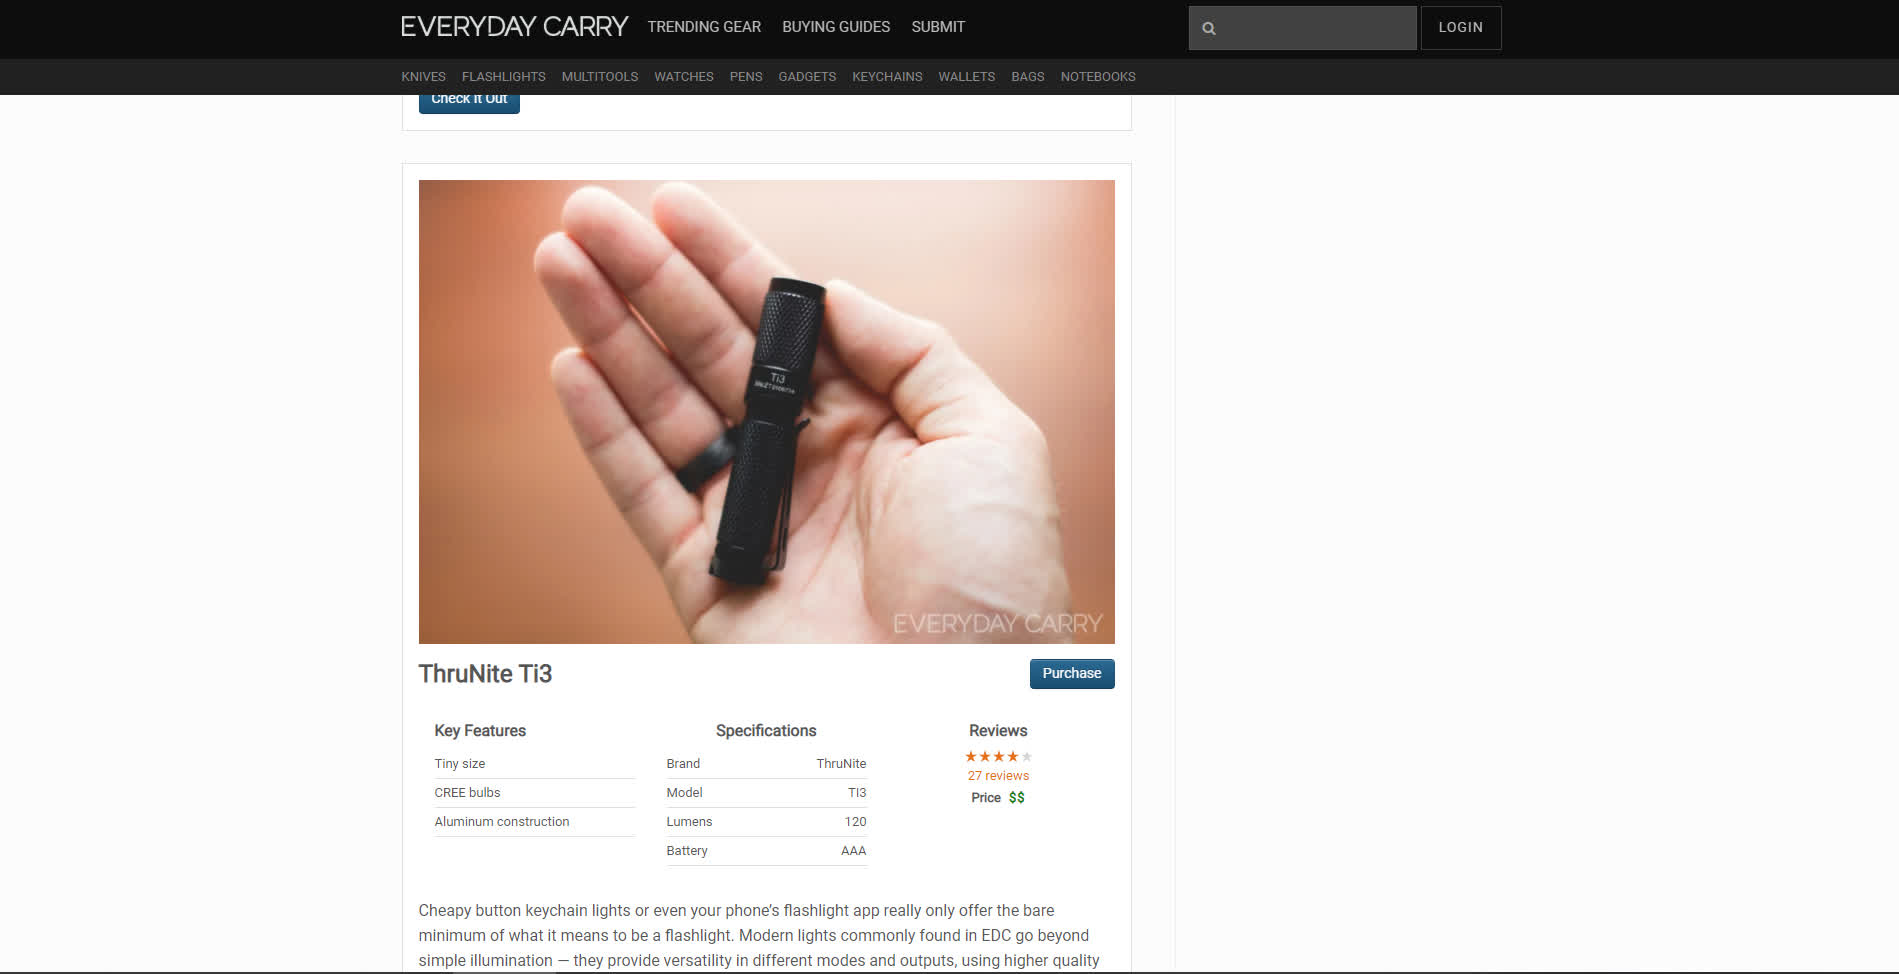 EVERYDAY CARRY TRENDING GEAR BUYING GUIDES SUBMIT LOGIN
KNIVES FLASHLIGHTS MULTITOOLS WATCHES PENS GADGETS KEYCHAINS WALLETS BAGS NOTEBOOKS
Check It Out
Ti3
EVERYDAY CARRY
ThruNite Ti3
Purchase
Key Features
Tiny size
CREE bulbs
Aluminum construction
Specifications
Brand ThruNite
Model TI3
Lumens 120
Battery AAA
Reviews
27 reviews
Price $$
Cheapy button keychain lights or even your phone’s flashlight app really only offer the bare
minimum of what it means to be a flashlight. Modern lights commonly found in EDC go beyond
simple illumination — they provide versatility in different modes and outputs, using higher quality